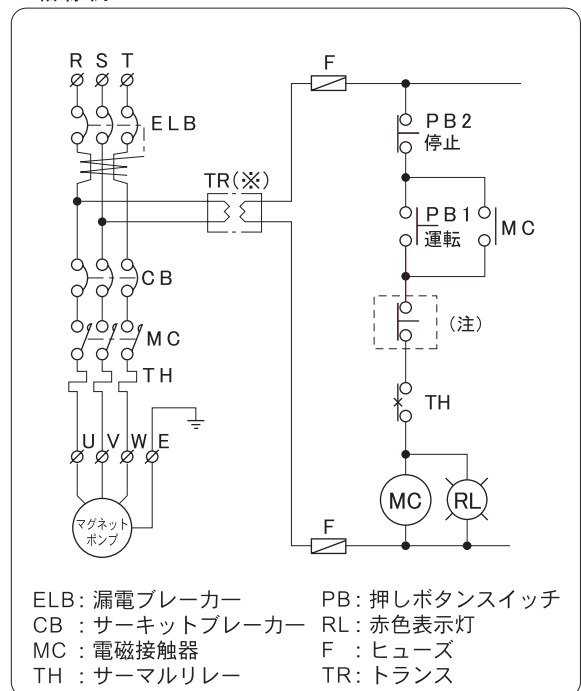 R S T
ELB
TR(※)
F
PB2
停止
PB1
運転
MC
(注)
CB
MC
TH
TH
U V W E
MC
RL
マグネット
ポンプ
F
ELB: 漏電ブレーカー
CB : サーキットブレーカー
MC : 電磁接触器
TH : サーマルリレー
PB: 押しボタンスイッチ
RL: 赤色表示灯
F : ヒューズ
TR: トランス